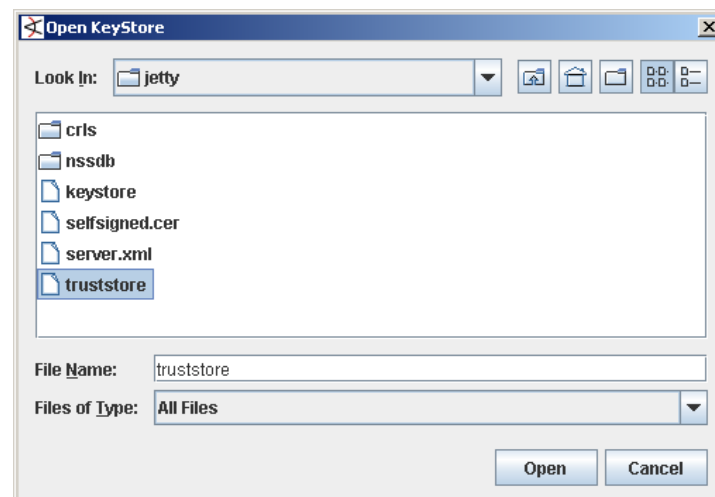 Open KeyStore
Look In: jetty
crls
nssdb
keystore
selfsigned.cer
server.xml
truststore
File Name: truststore
Files of Type: All Files
Open Cancel